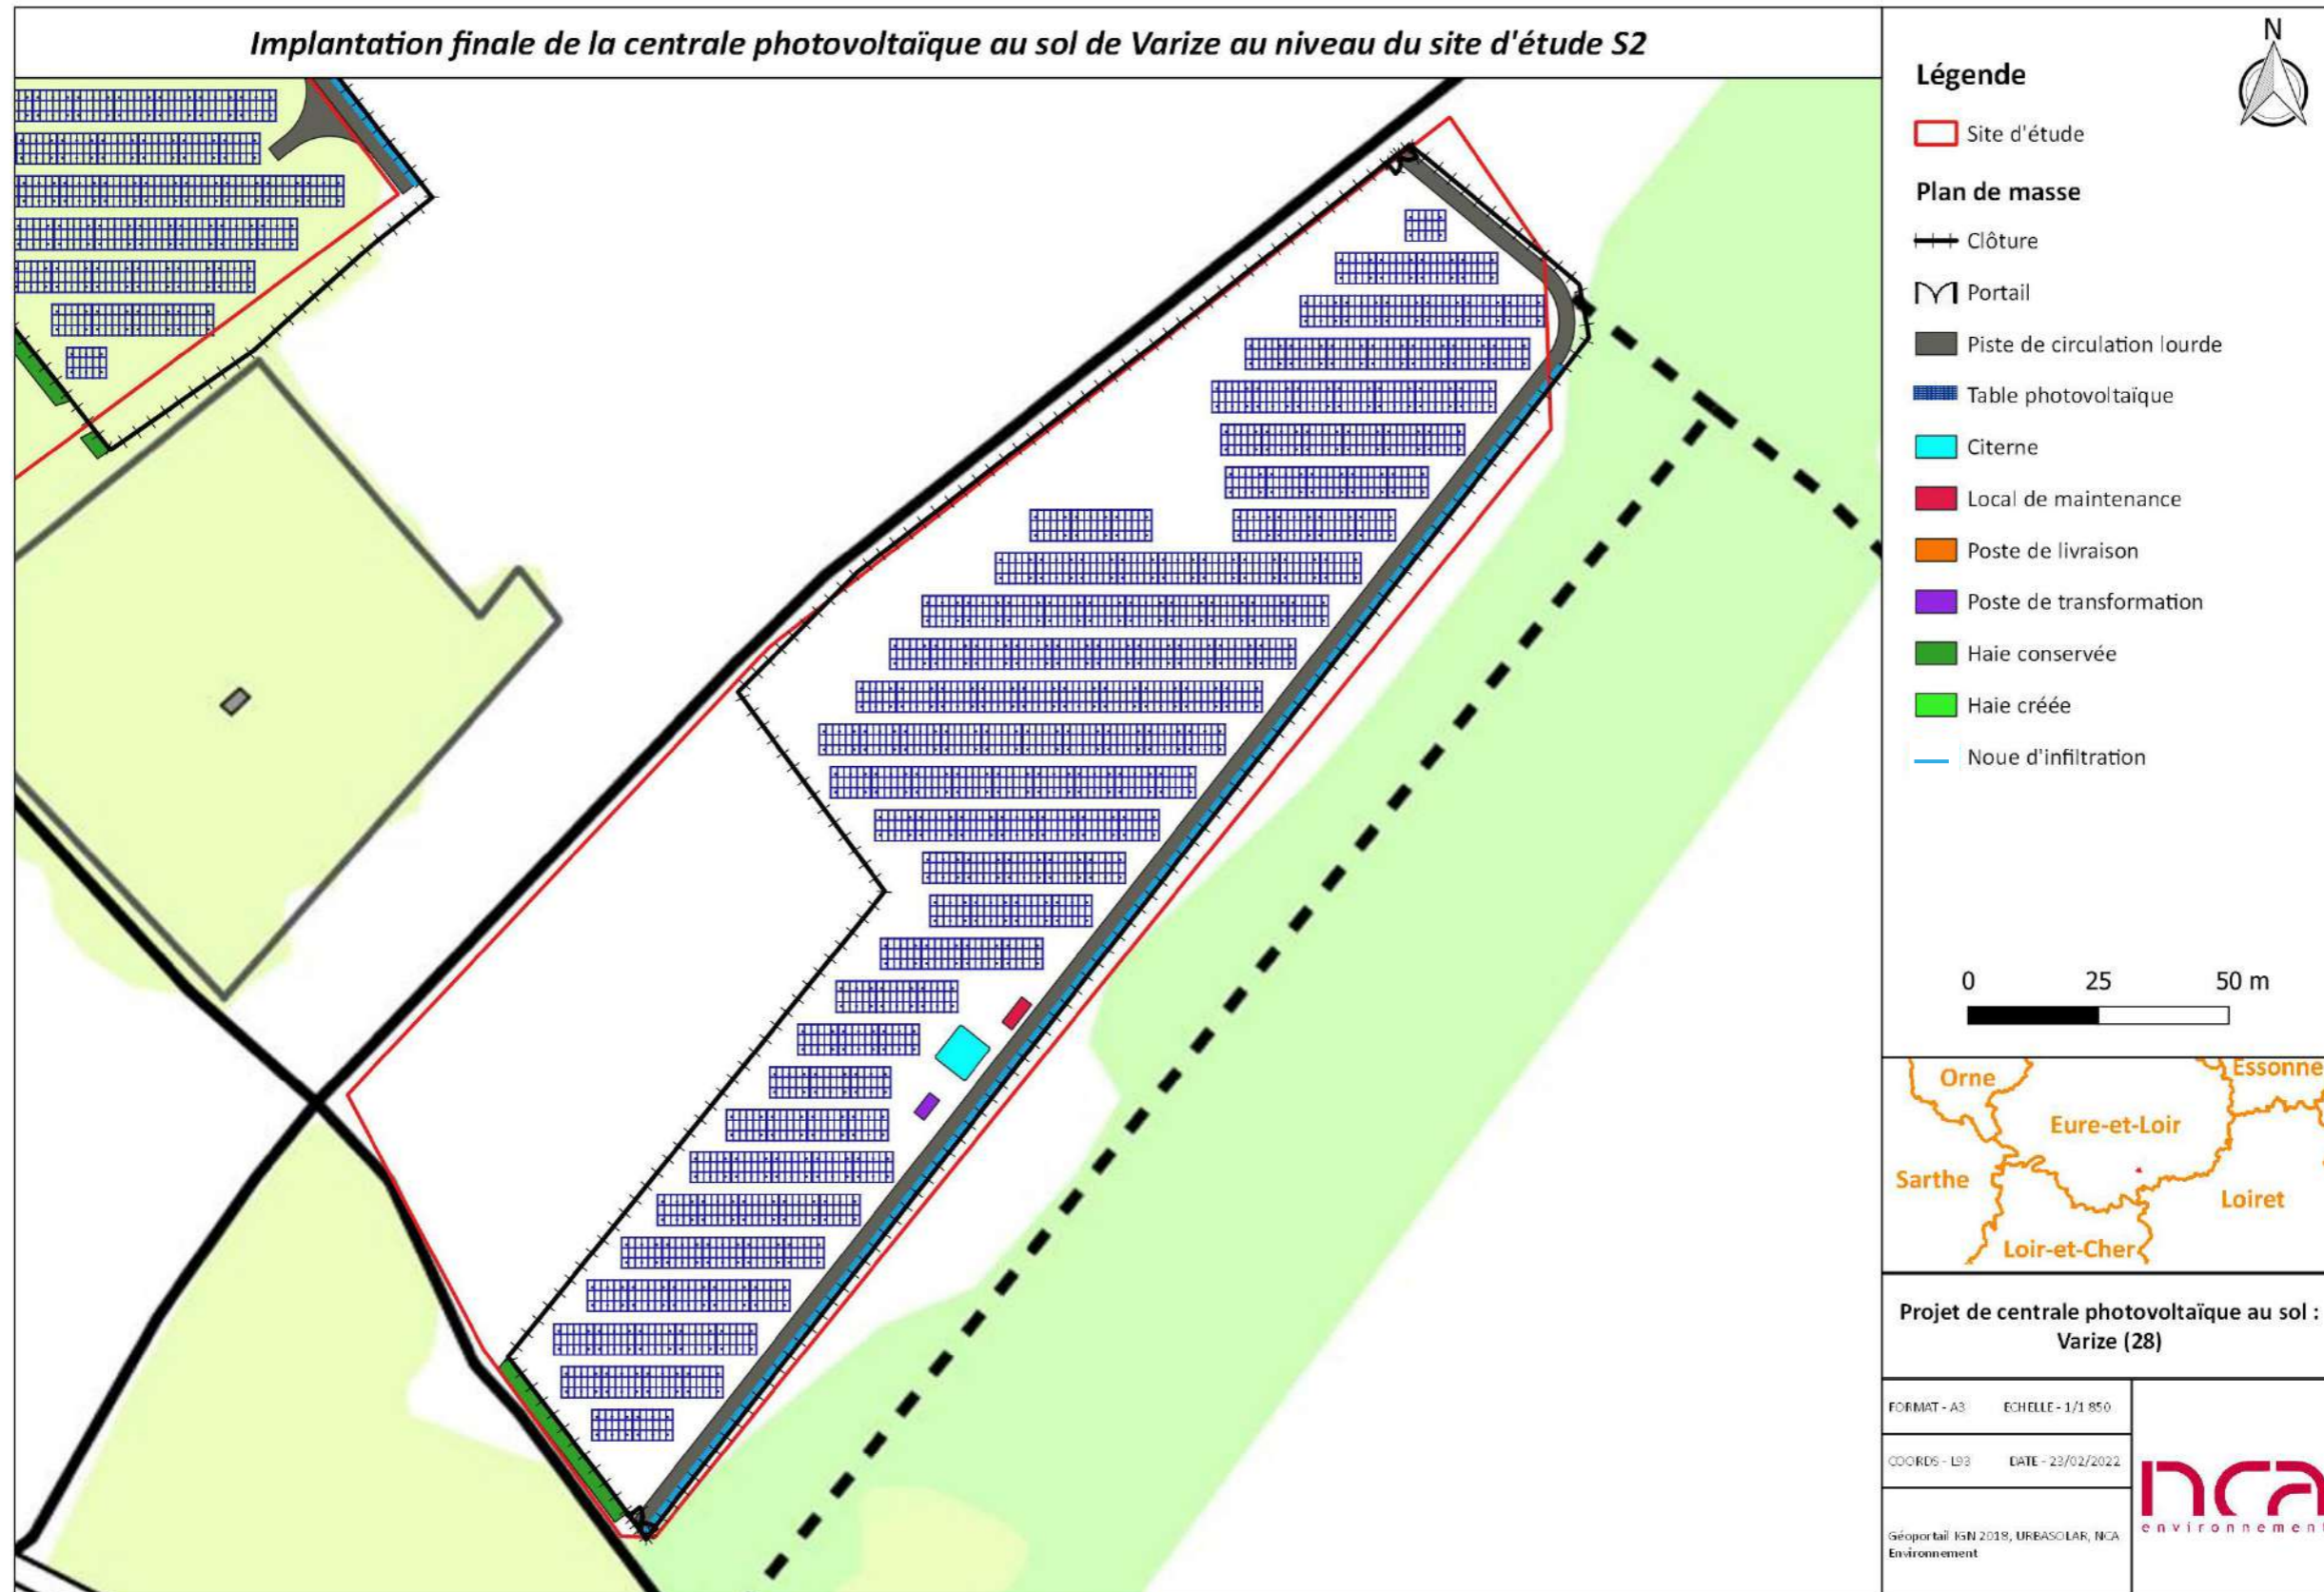 Implantation finale de la centrale photovoltaïque au sol de Varize au niveau du site d'étude S2
N
Légende
Site d'étude
Plan de masse
Clôture
Portail
Piste de circulation lourde
Table photovoltaïque
Citerne
Local de maintenance
Poste de livraison
Poste de transformation
Haie conservée
Haie créée
Noue d'infiltration
0 25 50 m
Orne
Essonne
Eure-et-Loir
Sarthe
Loiret
Loir-et-Cher
Projet de centrale photovoltaïque au sol :
Varize (28)
FORMAT - A3 ECHELLE - 1/1 850
COORDS - L93 DATE - 23/02/2022
Géoportail IGN 2018, URBASOLAR, NCA
Environnement
nca
environnement